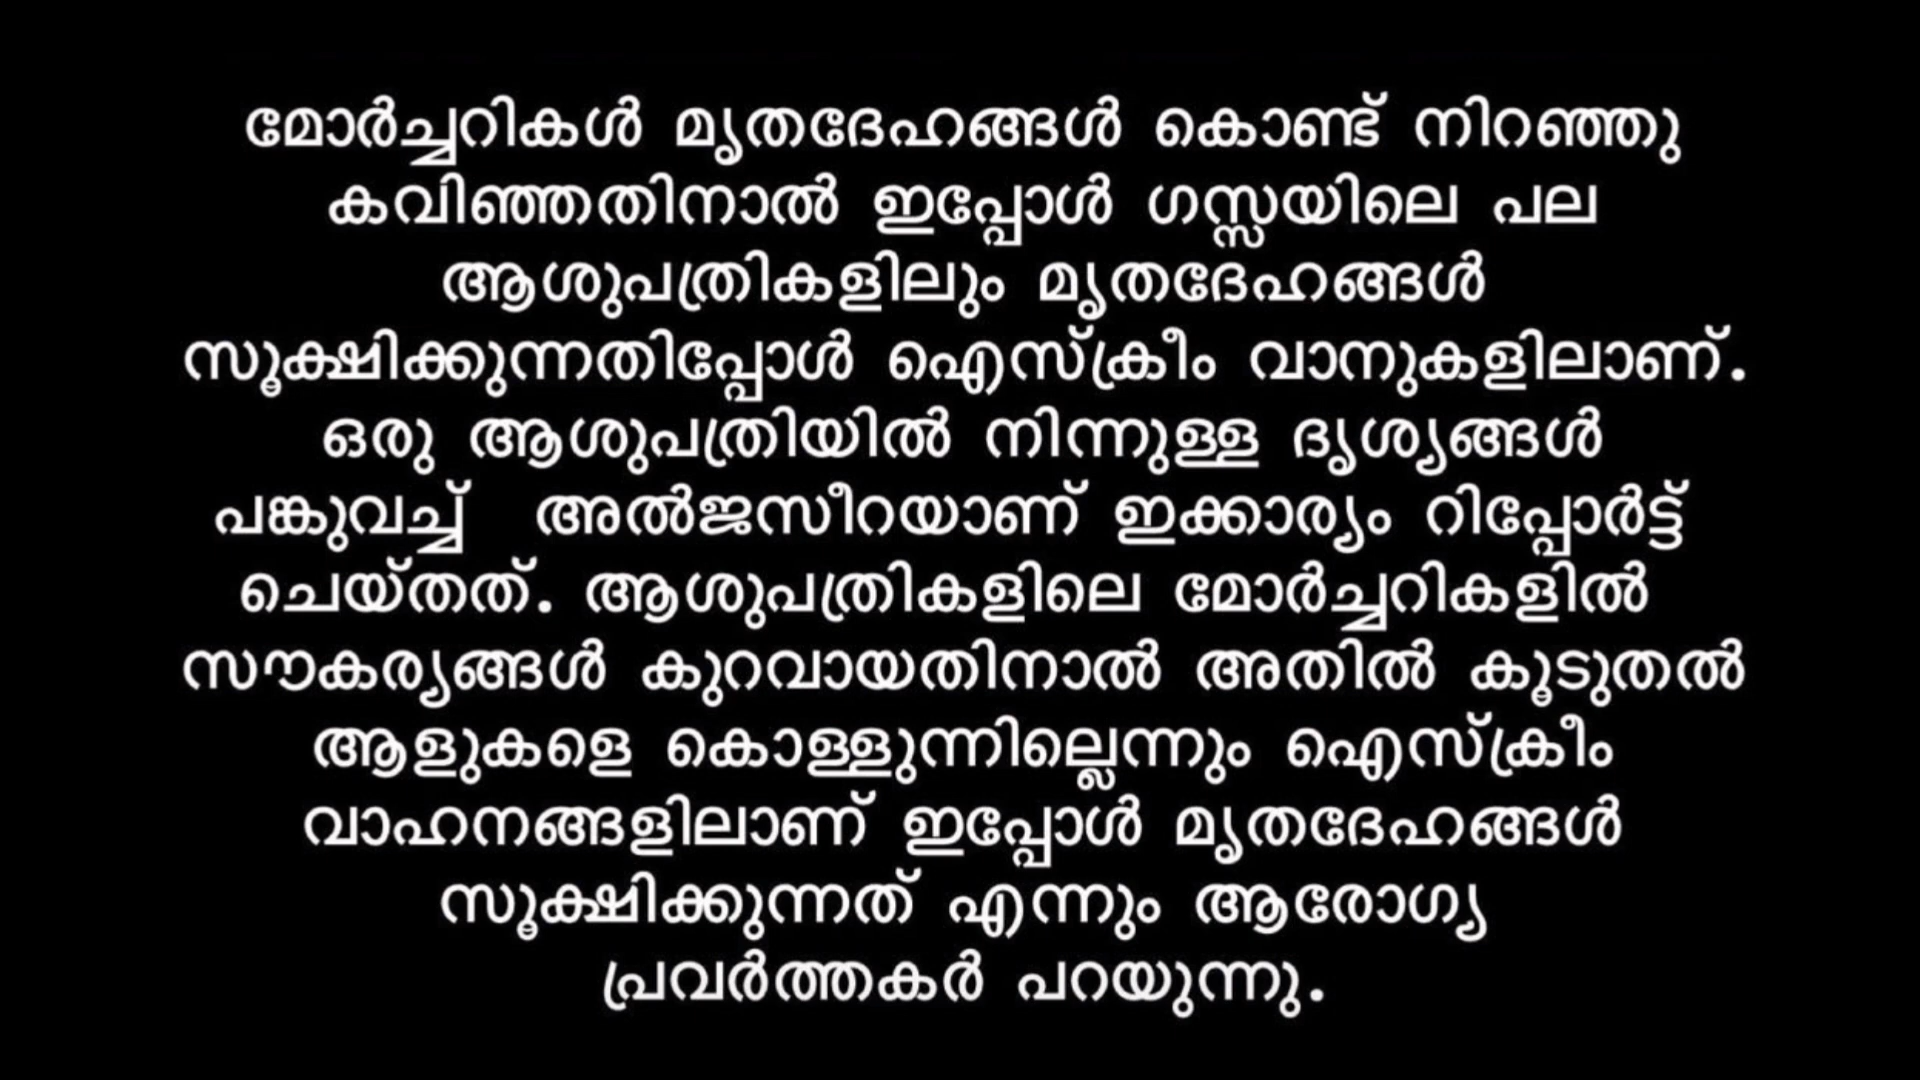 മോർച്ചറികൾ മൃതദേഹങ്ങൾ കൊണ്ട് നിറഞ്ഞു
കവിഞ്ഞതിനാൽ ഇപ്പോൾ ഗസ്സയിലെ പല
ആശുപത്രികളിലും മൃതദേഹങ്ങൾ
സൂക്ഷിക്കുന്നതിപ്പോൾ ഐസ്ക്രീം വാനുകളിലാണ്.
ഒരു ആശുപത്രിയിൽ നിന്നുള്ള ദൃശ്യങ്ങൾ
പങ്കുവച്ച് അൽജസീറയാണ് ഇക്കാര്യം റിപ്പോർട്ട്
ചെയ്തത്. ആശുപത്രികളിലെ മോർച്ചറികളിൽ
സൗകര്യങ്ങൾ കുറവായതിനാൽ അതിൽ കൂടുതൽ
ആളുകളെ കൊള്ളുന്നില്ലെന്നും ഐസ്ക്രീം
വാഹനങ്ങളിലാണ് ഇപ്പോൾ മൃതദേഹങ്ങൾ
സൂക്ഷിക്കുന്നത് എന്നും ആരോഗ്യ
പ്രവർത്തകർ പറയുന്നു.